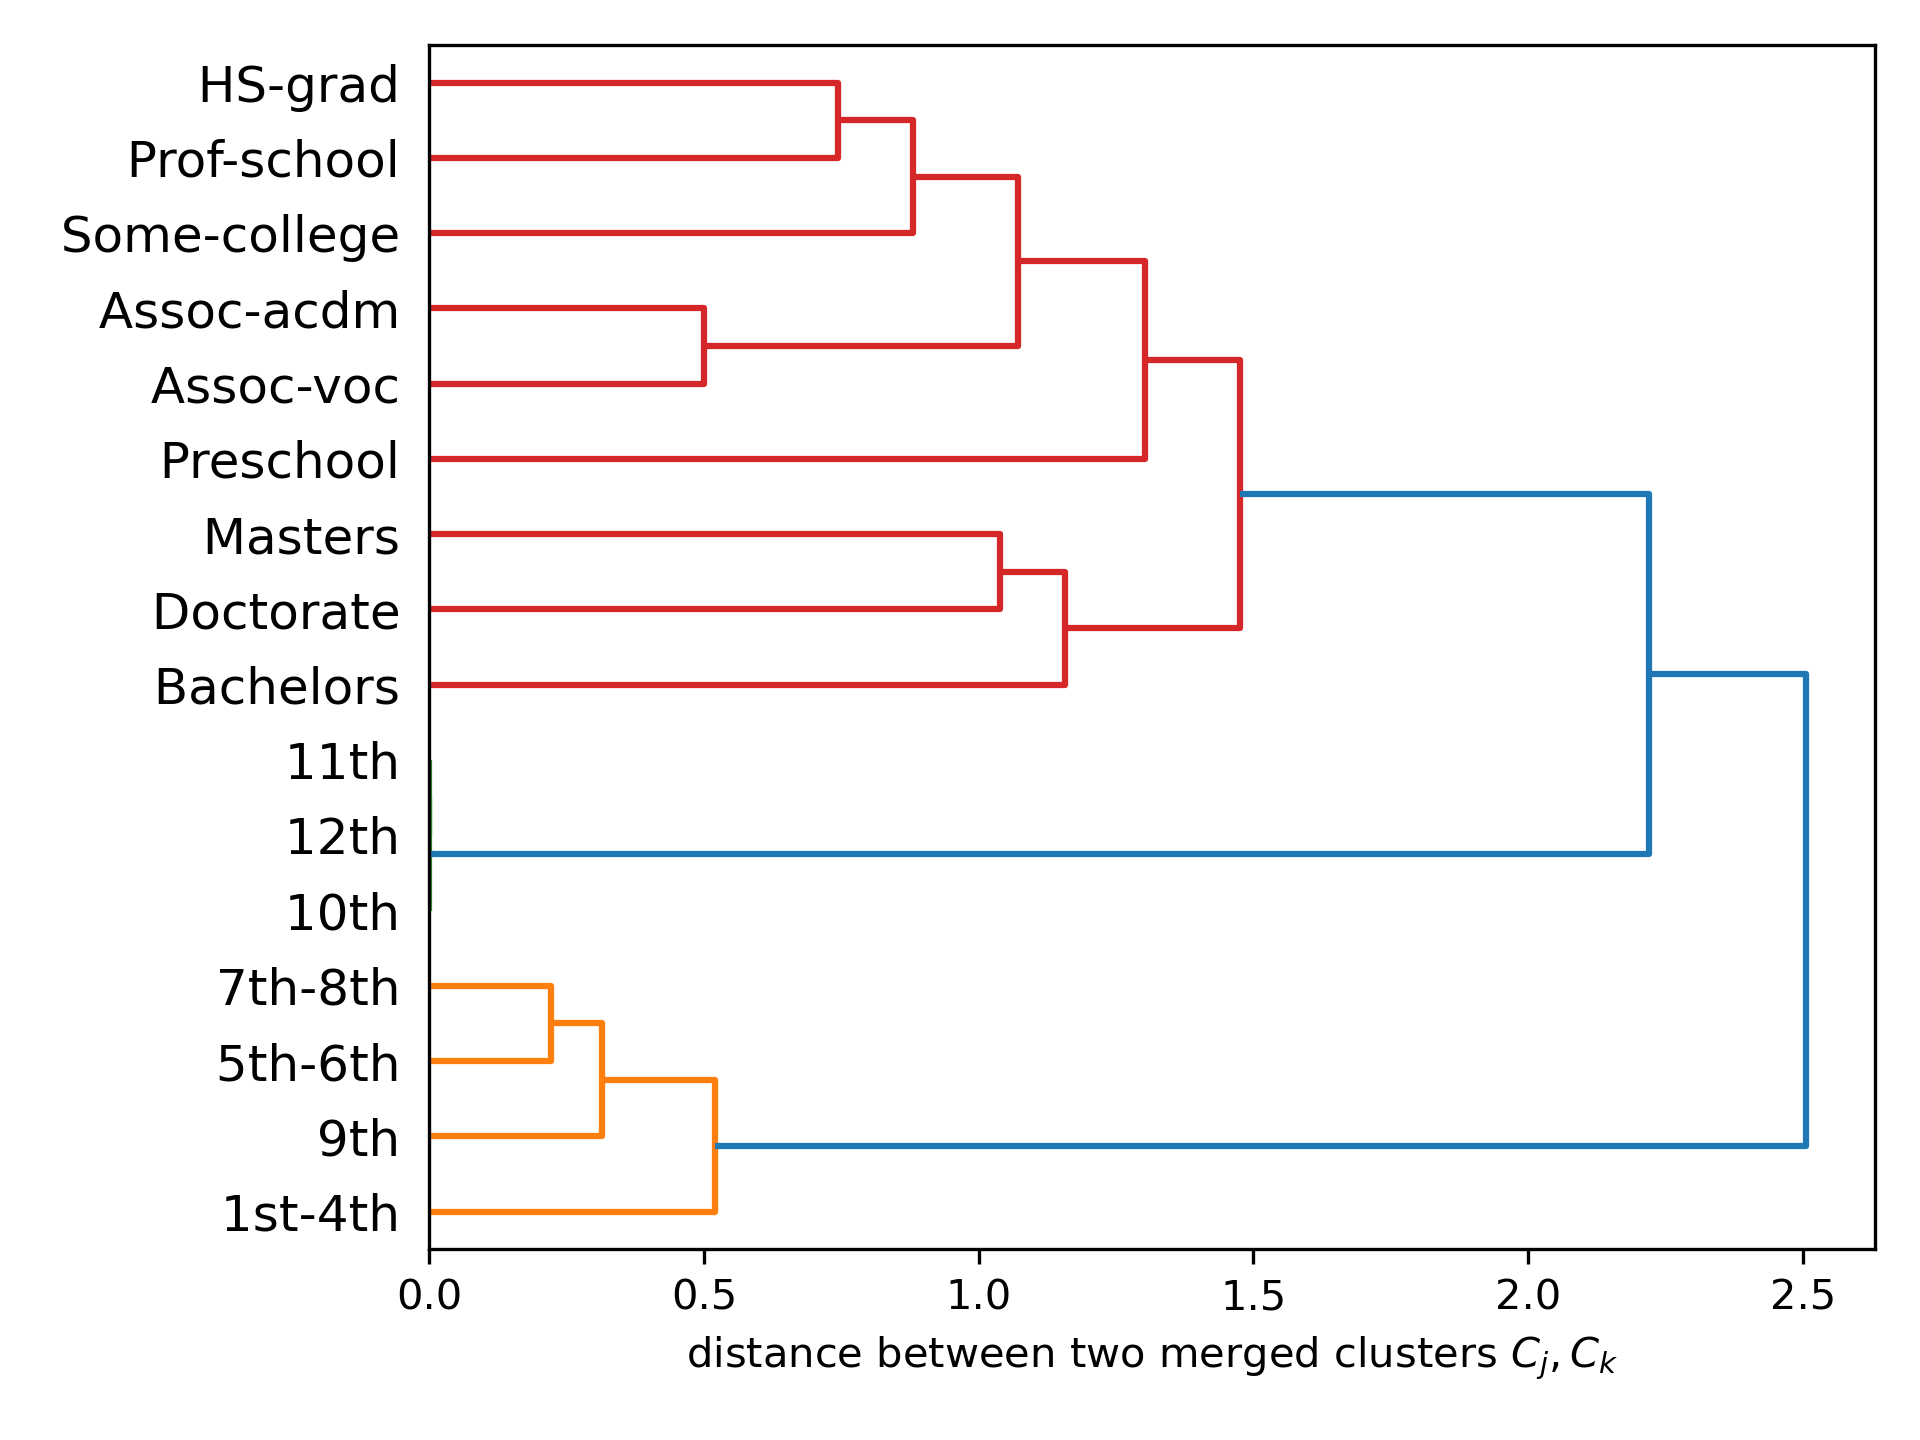 HS-grad
Prof-school
Some-college
Assoc-acdm
Assoc-voc
Preschool
Masters
Doctorate
Bachelors
11th
12th
10th
7th-8th
5th-6th
9th
1st-4th
0.0 0.5 1.0 1.5 2.0 2.5
distance between two merged clusters C_j, C_k